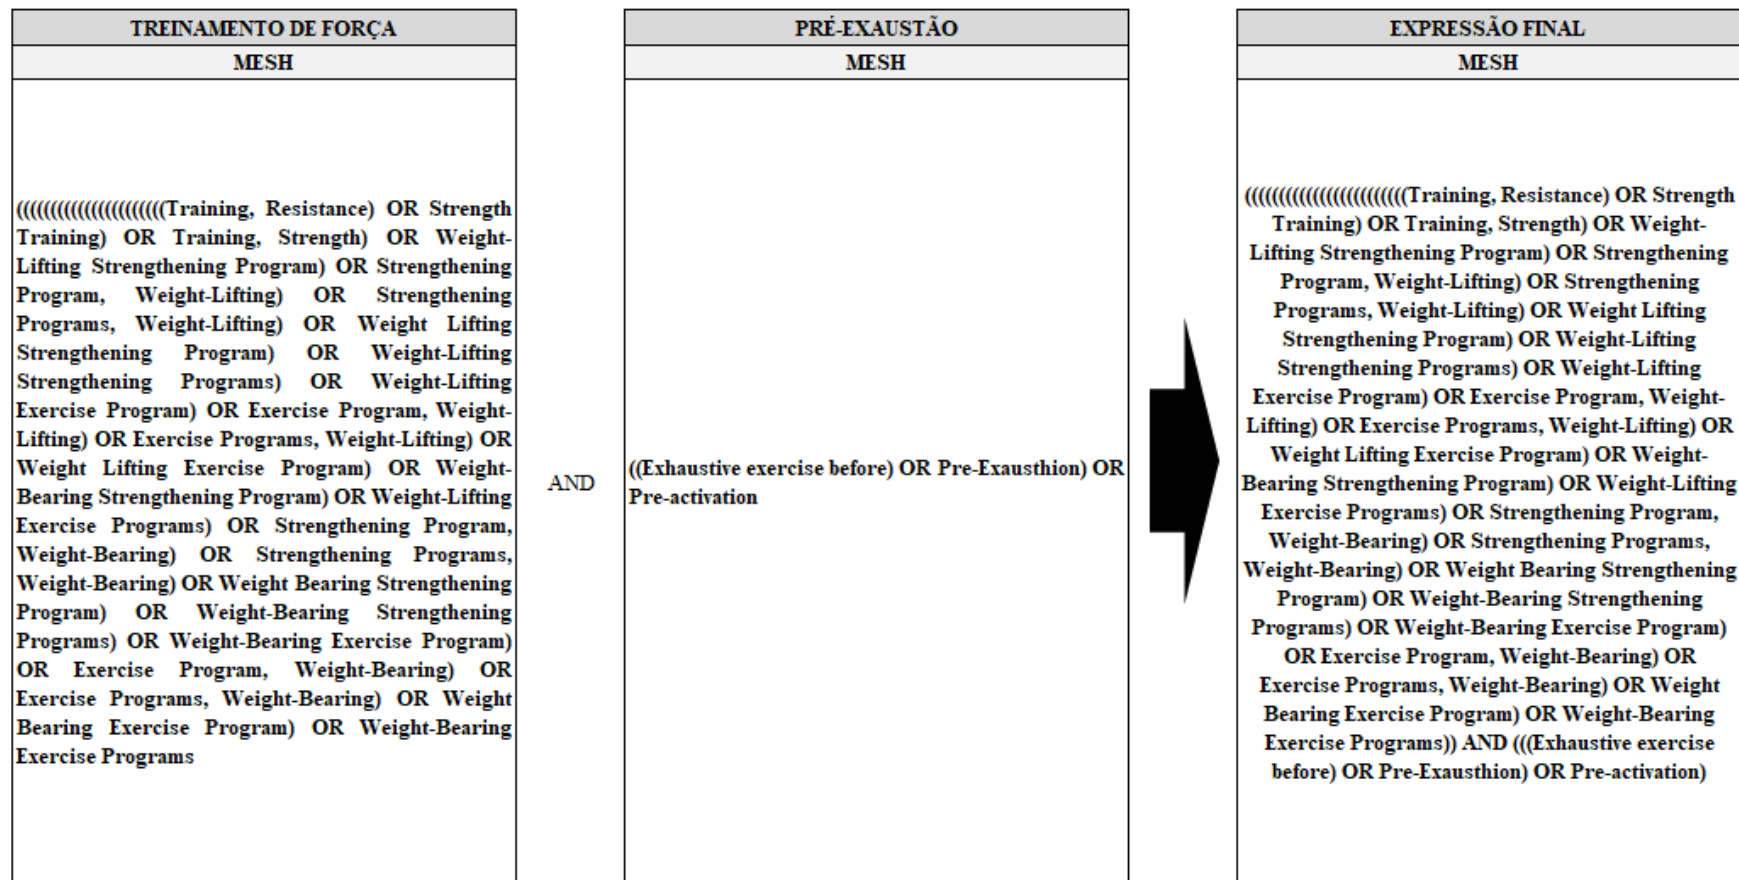 TREINAMENTO DE FORÇA
MESH
((((((((((((((((((((((Training, Resistance) OR Strength
Training) OR Training, Strength) OR Weight-
Lifting Strengthening Program) OR Strengthening
Program, Weight-Lifting) OR Strengthening
Programs, Weight-Lifting) OR Weight Lifting
Strengthening Program) OR Weight-Lifting
Strengthening Programs) OR Weight-Lifting
Exercise Program) OR Exercise Program, Weight-
Lifting) OR Exercise Programs, Weight-Lifting) OR
Weight Lifting Exercise Program) OR Weight-
Bearing Strengthening Program) OR Weight-Lifting
Exercise Programs) OR Strengthening Program,
Weight-Bearing) OR Strengthening Programs,
Weight-Bearing) OR Weight Bearing Strengthening
Program) OR Weight-Bearing Strengthening
Programs) OR Weight-Bearing Exercise Program)
OR Exercise Program, Weight-Bearing) OR
Exercise Programs, Weight-Bearing) OR Weight
Bearing Exercise Program) OR Weight-Bearing
Exercise Programs
AND
PRÉ-EXAUSTÃO
MESH
((Exhaustive exercise before) OR Pre-Exausthion) OR
Pre-activation
EXPRESSÃO FINAL
MESH
((((((((((((((((((((((((Training, Resistance) OR Strength
Training) OR Training, Strength) OR Weight-
Lifting Strengthening Program) OR Strengthening
Program, Weight-Lifting) OR Strengthening
Programs, Weight-Lifting) OR Weight Lifting
Strengthening Program) OR Weight-Lifting
Strengthening Programs) OR Weight-Lifting
Exercise Program) OR Exercise Program, Weight-
Lifting) OR Exercise Programs, Weight-Lifting) OR
Weight Lifting Exercise Program) OR Weight-
Bearing Strengthening Program) OR Weight-Lifting
Exercise Programs) OR Strengthening Program,
Weight-Bearing) OR Strengthening Programs,
Weight-Bearing) OR Weight Bearing Strengthening
Program) OR Weight-Bearing Strengthening
Programs) OR Weight-Bearing Exercise Program)
OR Exercise Program, Weight-Bearing) OR
Exercise Programs, Weight-Bearing) OR Weight
Bearing Exercise Program) OR Weight-Bearing
Exercise Programs)) AND (((Exhaustive exercise
before) OR Pre-Exausthion) OR Pre-activation)